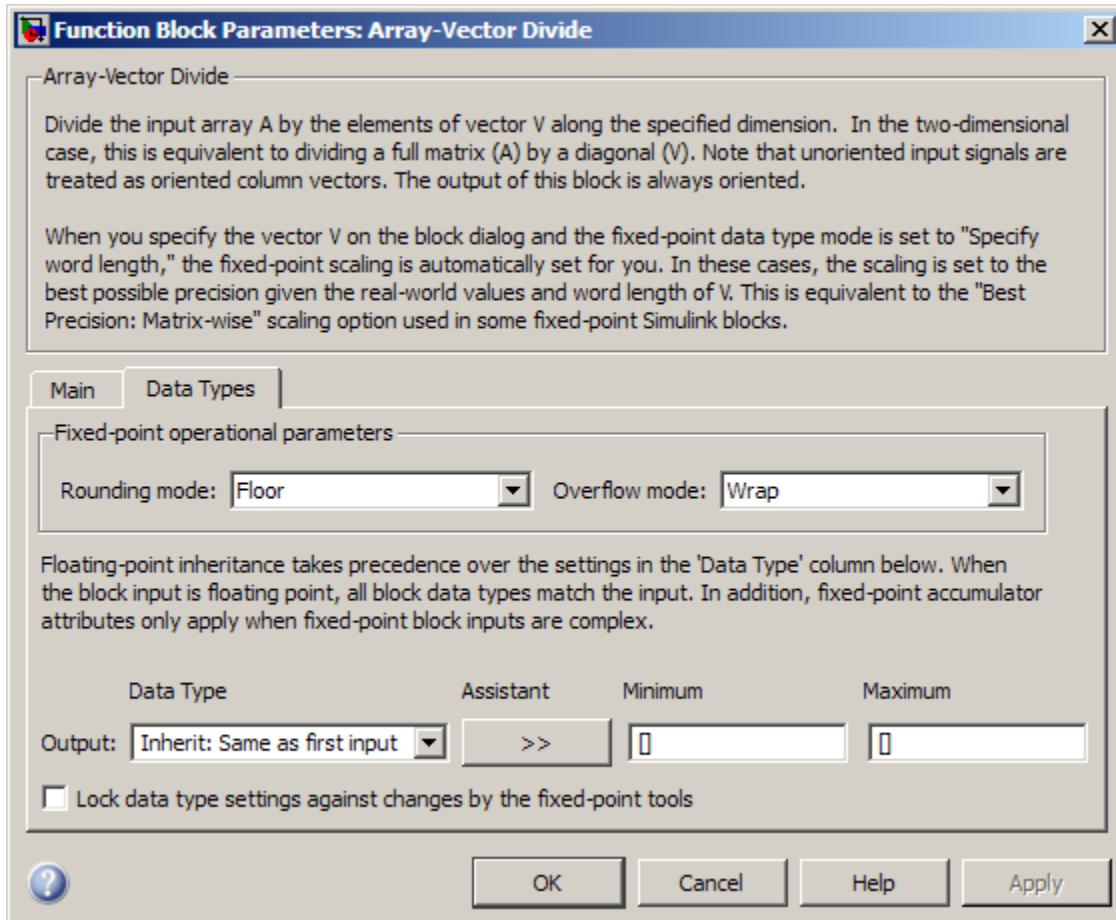 Function Block Parameters: Array-Vector Divide
Array-Vector Divide
Divide the input array A by the elements of vector V along the specified dimension. In the two-dimensional
case, this is equivalent to dividing a full matrix (A) by a diagonal (V). Note that unoriented input signals are
treated as oriented column vectors. The output of this block is always oriented.
When you specify the vector V on the block dialog and the fixed-point data type mode is set to "Specify
word length," the fixed-point scaling is automatically set for you. In these cases, the scaling is set to the
best possible precision given the real-world values and word length of V. This is equivalent to the "Best
Precision: Matrix-wise" scaling option used in some fixed-point Simulink blocks.
Main Data Types
Fixed-point operational parameters
Rounding mode: Floor Overflow mode: Wrap
Floating-point inheritance takes precedence over the settings in the 'Data Type' column below. When
the block input is floating point, all block data types match the input. In addition, fixed-point accumulator
attributes only apply when fixed-point block inputs are complex.
Data Type Assistant Minimum Maximum
Output: Inherit: Same as first input >> [] []
Lock data type settings against changes by the fixed-point tools
? OK Cancel Help Apply